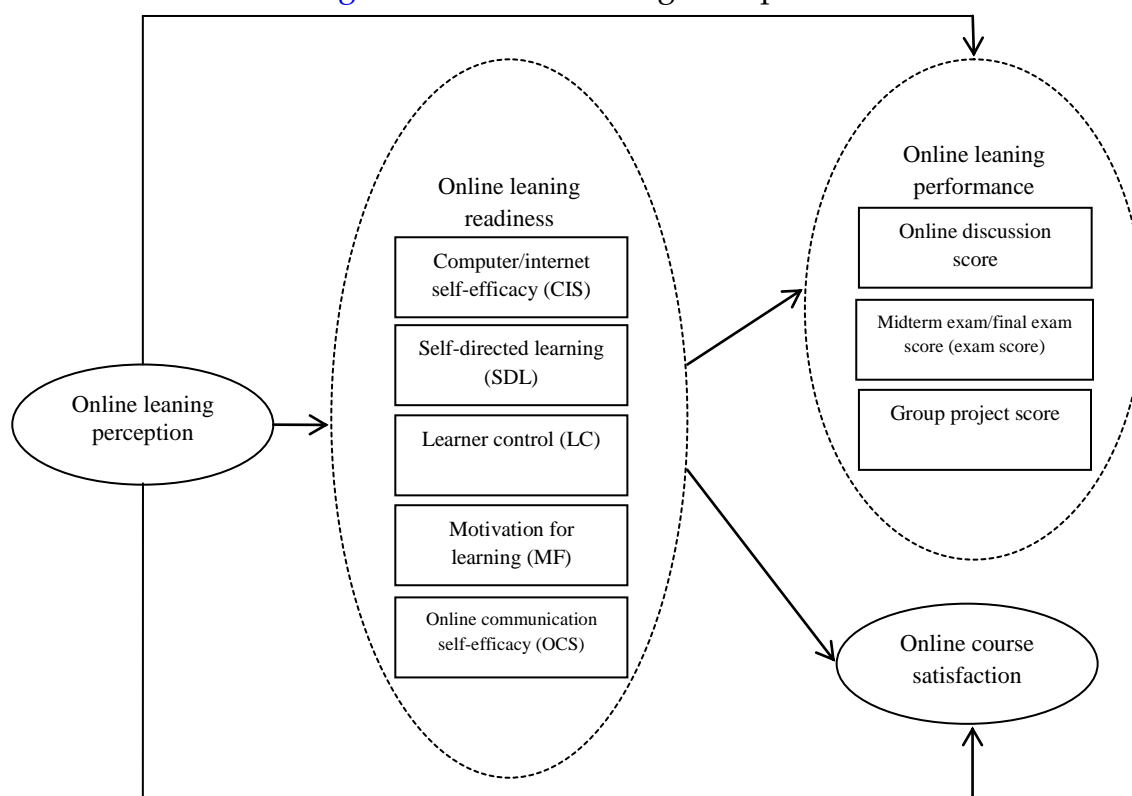 Online leaning
perception
Online leaning
readiness
Computer/internet
self-efficacy (CIS)
Self-directed learning
(SDL)
Learner control (LC)
Motivation for
learning (MF)
Online communication
self-efficacy (OCS)
Online leaning
performance
Online discussion
score
Midterm exam/final exam
score (exam score)
Group project score
Online course
satisfaction